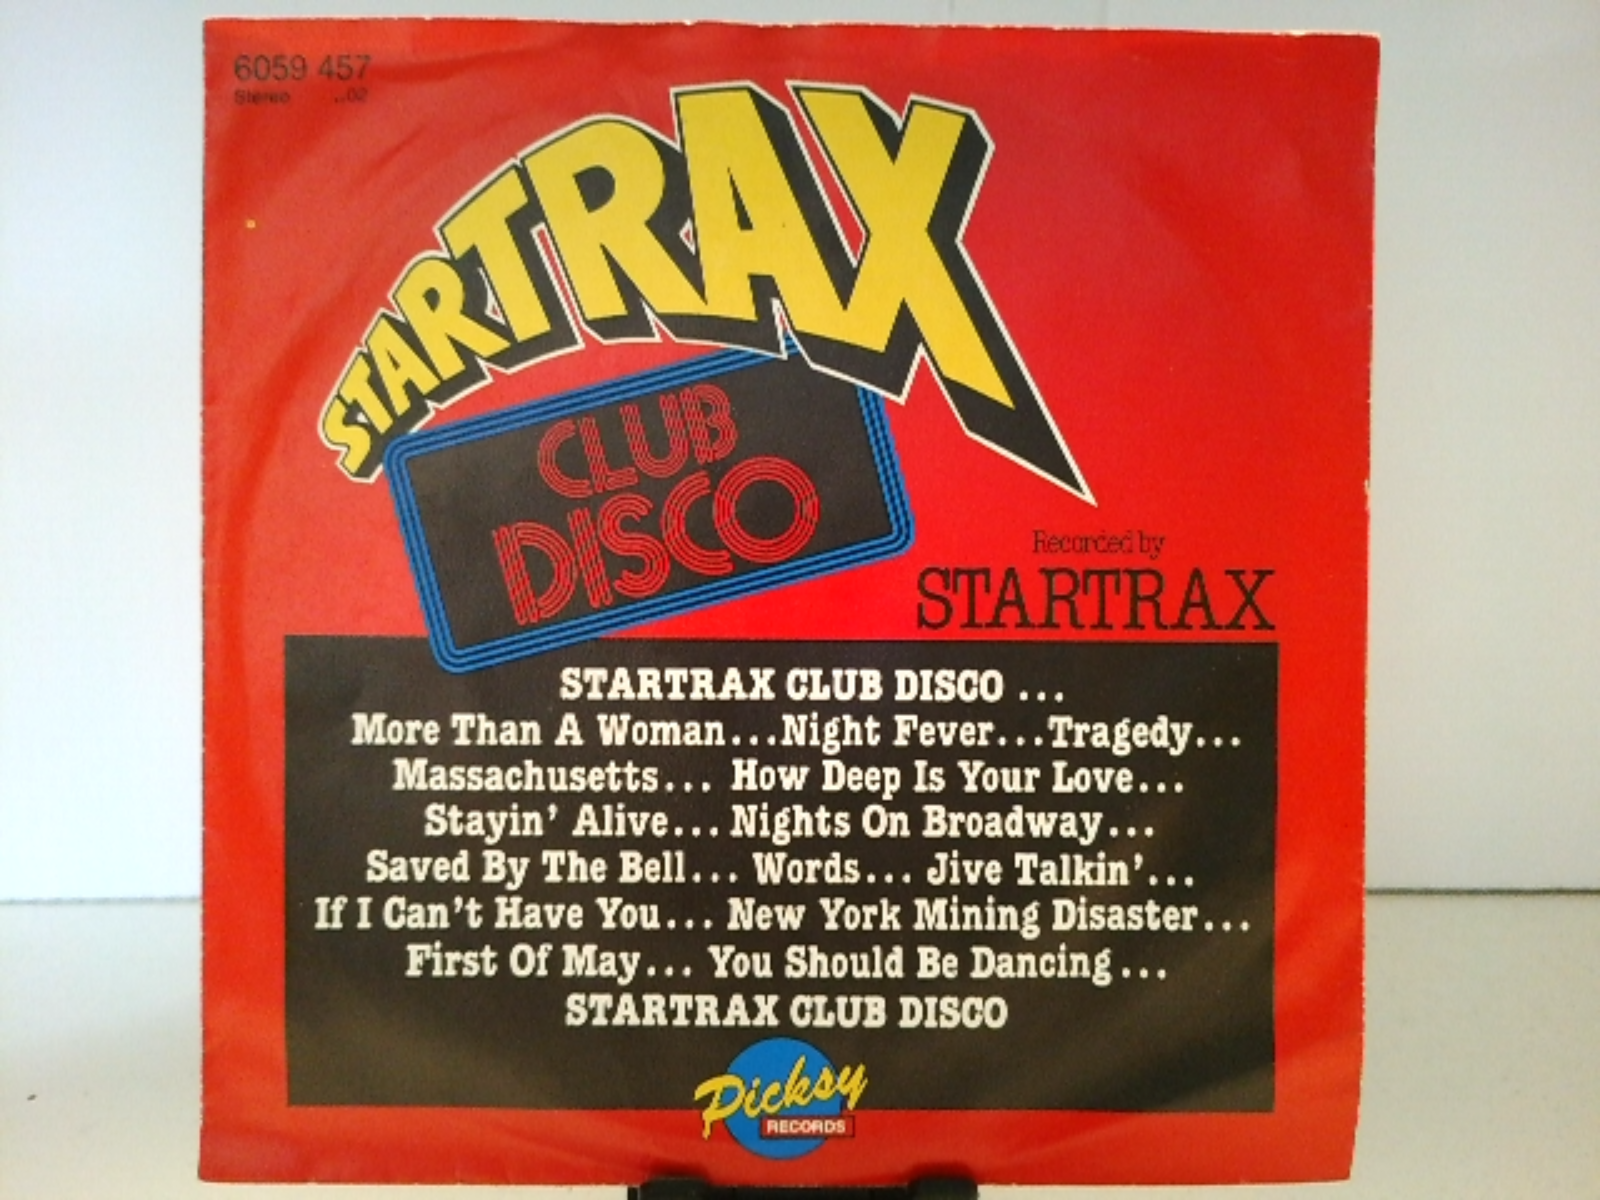 6059 457
Stereo ..02
STARTRAX
CLUB
DISCO
Recorded by
STARTRAX
STARTRAX CLUB DISCO ...
More Than A Woman...Night Fever...Tragedy...
Massachusetts... How Deep Is Your Love...
Stayin' Alive... Nights On Broadway...
Saved By The Bell... Words... Jive Talkin'...
If I Can't Have You... New York Mining Disaster...
First Of May... You Should Be Dancing...
STARTRAX CLUB DISCO
Picksy
RECORDS